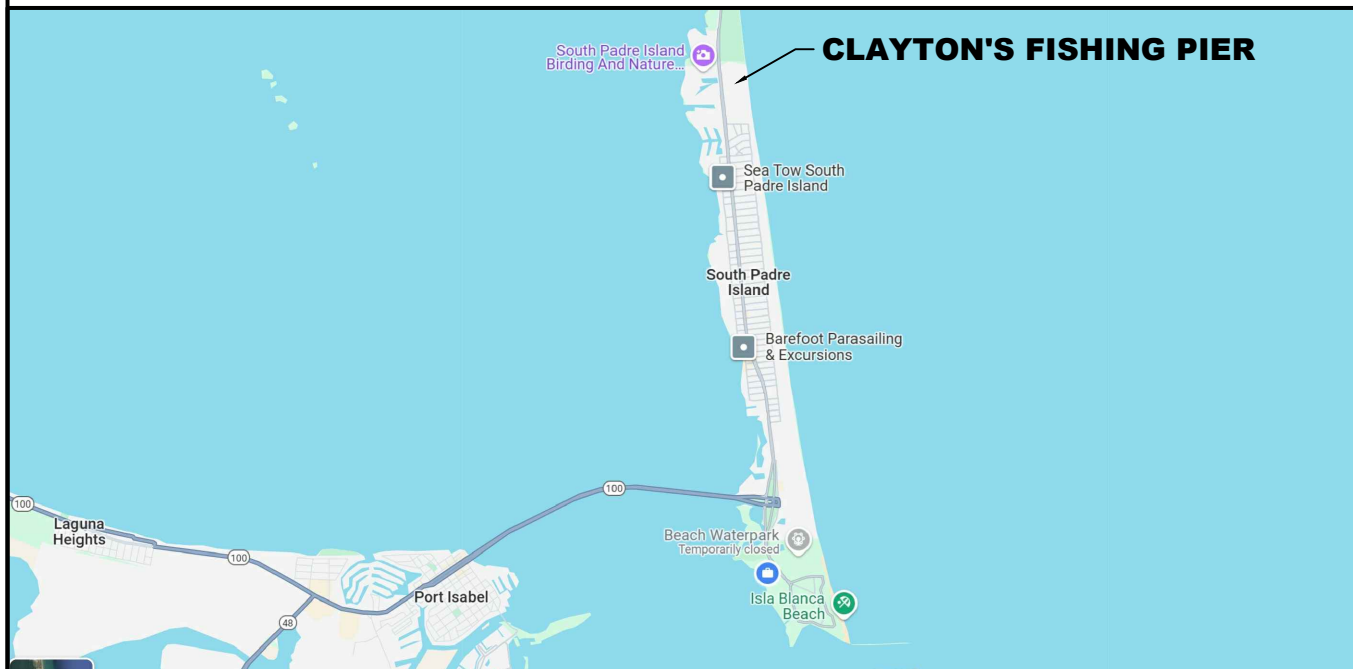 CLAYTON'S FISHING PIER
South Padre Island
Birding And Nature...
Sea Tow South
Padre Island
South Padre
Island
Barefoot Parasailing
& Excursions
100
100
Laguna
Heights
100
Beach Waterpark
Temporarily closed
Port Isabel
Isla Blanca
Beach
48